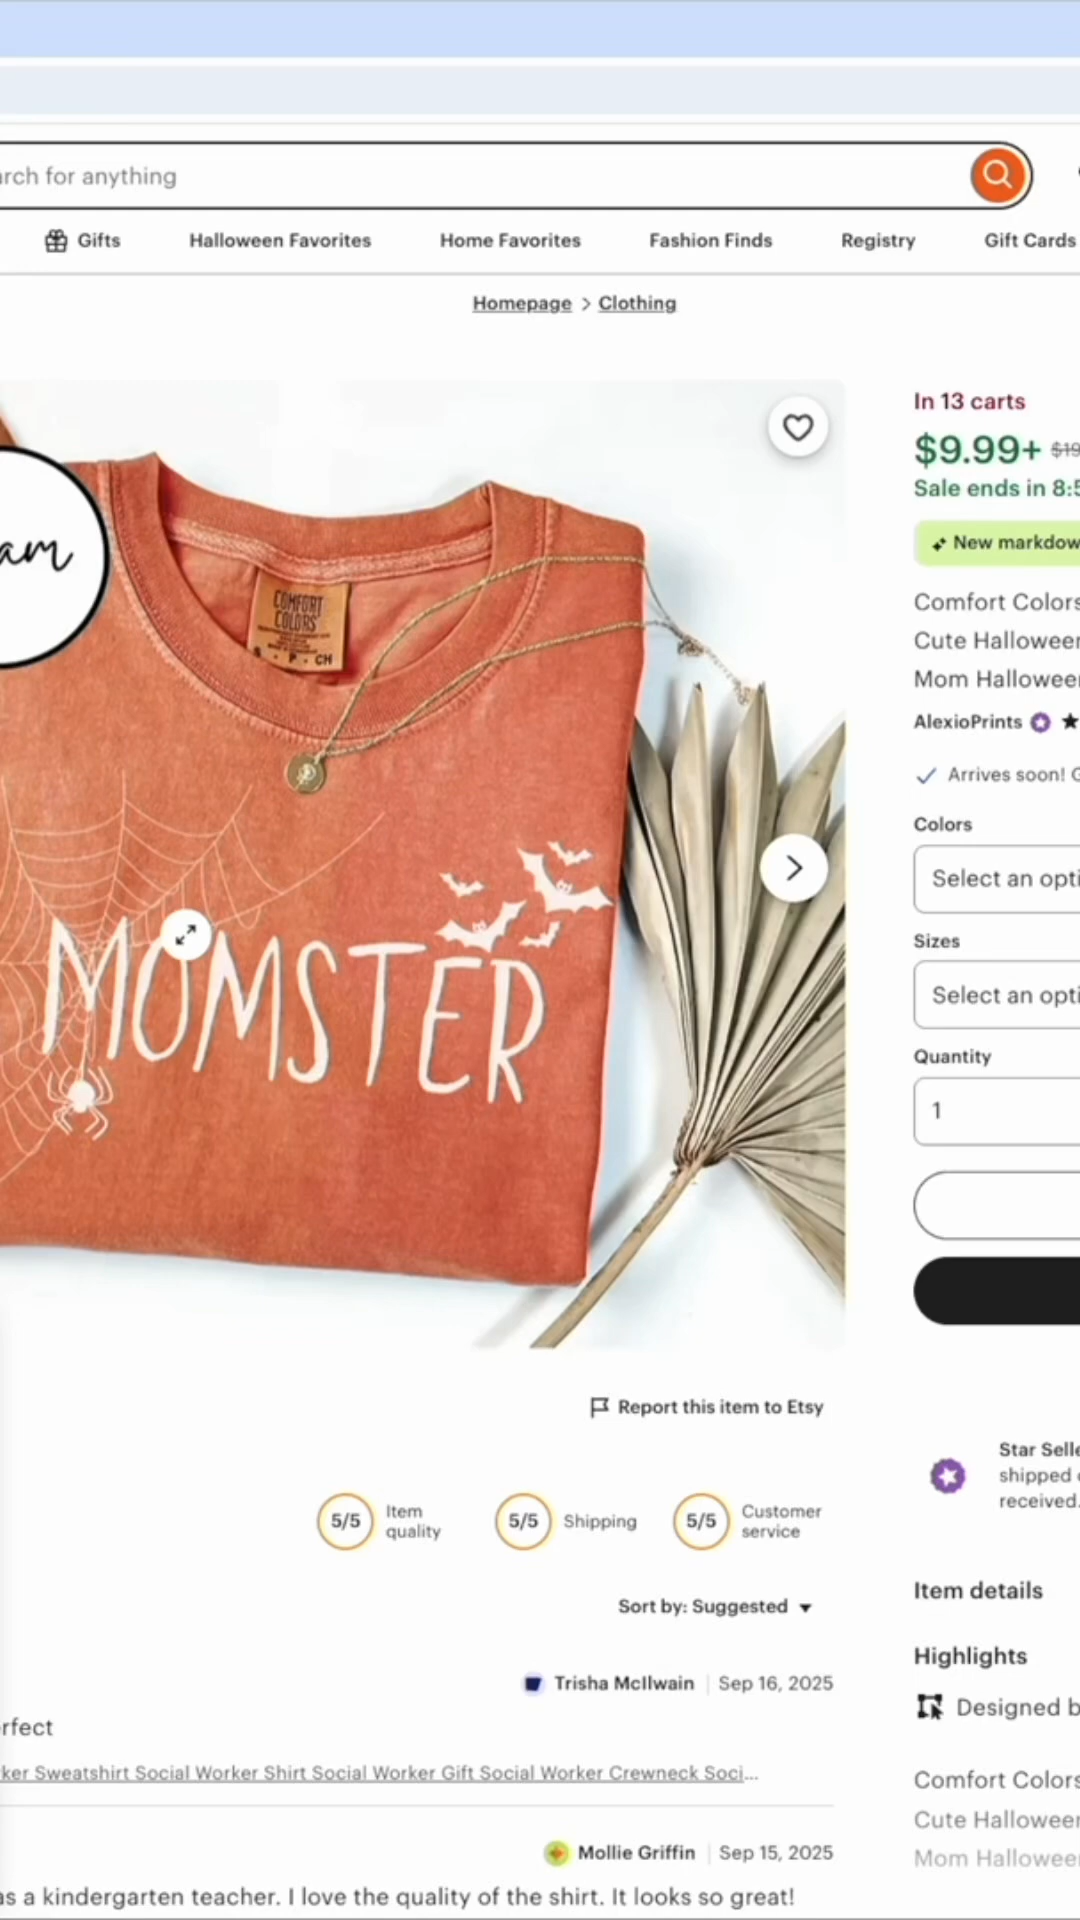 rch for anything
Gifts Halloween Favorites Home Favorites Fashion Finds Registry Gift Cards
Homepage > Clothing
In 13 carts
$9.99+ $19
Sale ends in 8:5
New markdow
am
COMFORT
COLORS
CH
Comfort Colors
Cute Halloween
Mom Halloween
AlexioPrints
Arrives soon! G
Colors
Select an opti
Sizes
Select an opti
MOMSTER
Quantity
1
Report this item to Etsy
Star Selle
shipped
received.
5/5 Item quality
5/5 Shipping
5/5 Customer service
Item details
Sort by: Suggested
Highlights
Trisha McIlwain Sep 16, 2025
Designed b
rfect
ker Sweatshirt Social Worker Shirt Social Worker Gift Social Worker Crewneck Soci...
Comfort Colors
Cute Halloween
Mom Halloween
Mollie Griffin Sep 15, 2025
as a kindergarten teacher. I love the quality of the shirt. It looks so great!